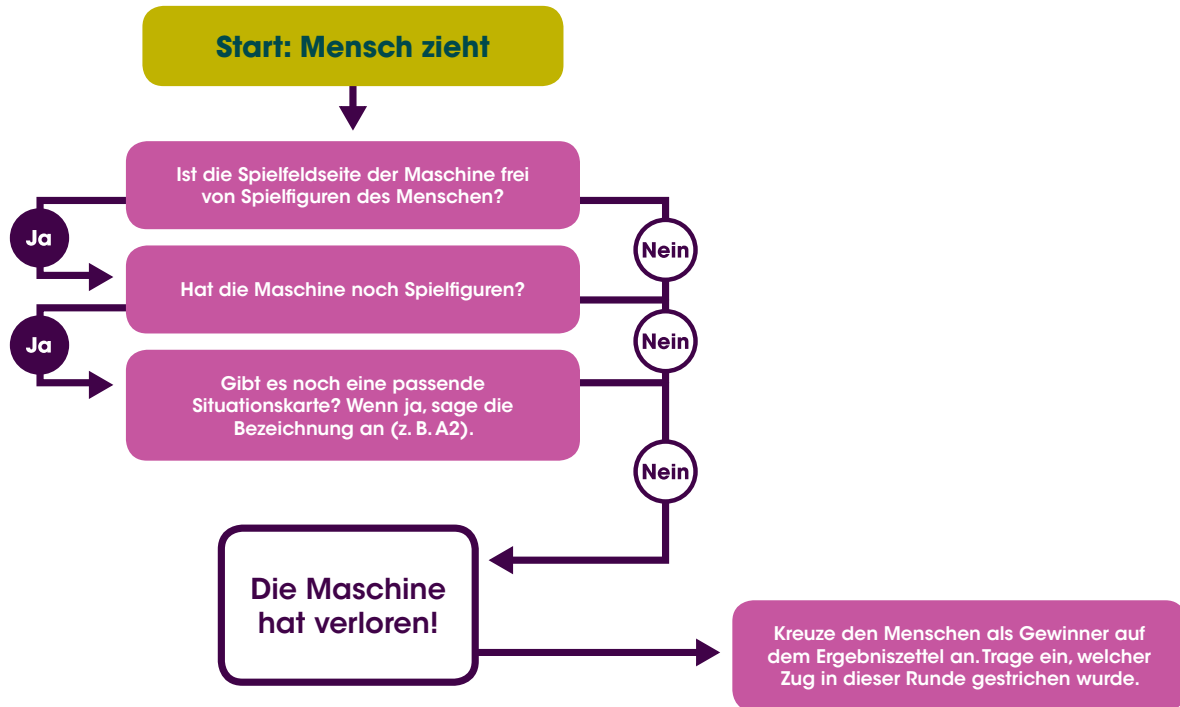 Start: Mensch zieht
Ist die Spielfeldseite der Maschine frei
von Spielfiguren des Menschen?
Ja
Nein
Hat die Maschine noch Spielfiguren?
Ja
Nein
Gibt es noch eine passende
Situationskarte? Wenn ja, sage die
Bezeichnung an (z. B. A2).
Nein
Die Maschine
hat verloren!
Kreuze den Menschen als Gewinner auf
dem Ergebniszettel an. Trage ein, welcher
Zug in dieser Runde gestrichen wurde.